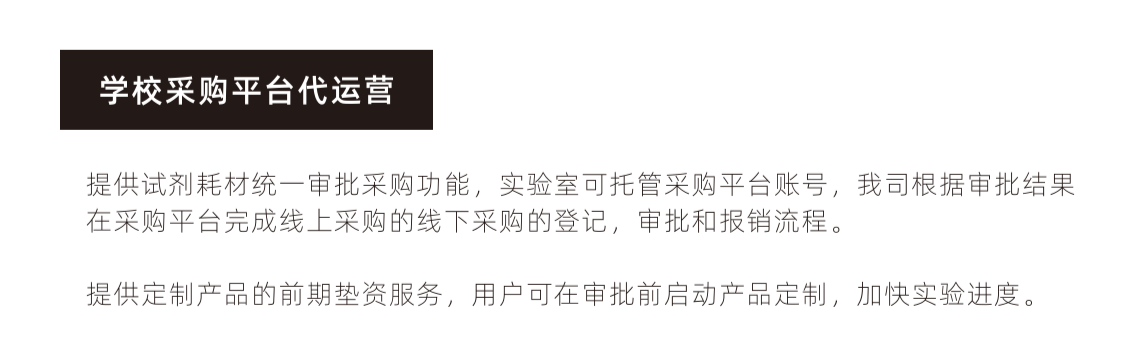 学校采购平台代运营
提供试剂耗材统一审批采购功能，实验室可托管采购平台账号，我司根据审批结果
在采购平台完成线上采购的线下采购的登记，审批和报销流程。
提供定制产品的前期垫资服务，用户可在审批前启动产品定制，加快实验进度。